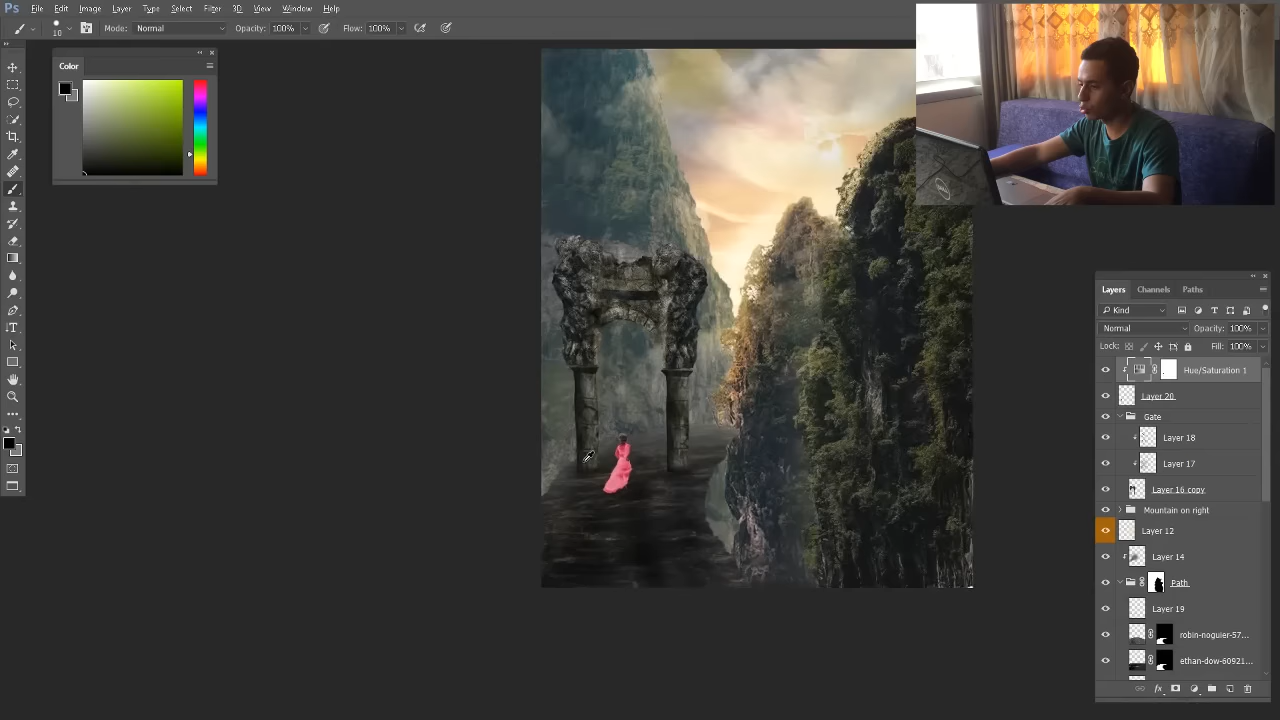 Ps File Edit Image Layer Type Select Filter 3D View Window Help
10 Mode: Normal Opacity: 100% Flow: 100%
Color
Layers Channels Paths
Kind
Normal Opacity: 100%
Lock: Fill: 100%
Hue/Saturation 1
Layer 20
Gate
Layer 18
Layer 17
Layer 16 copy
Mountain on right
Layer 12
Layer 14
Path
Layer 19
robin-noguier-57...
ethan-dow-60921...
fx